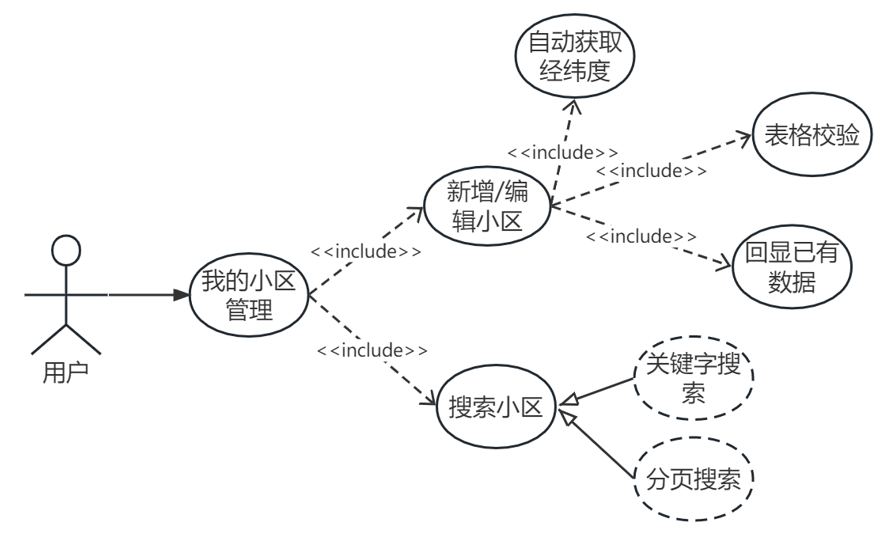 自动获取
经纬度
表格校验
<<include>>
<<include>>
新增/编
辑小区
<<include>>
回显已有
数据
<<include>>
我的小区
管理
用户
<<include>>
关键字搜
索
搜索小区
分页搜索